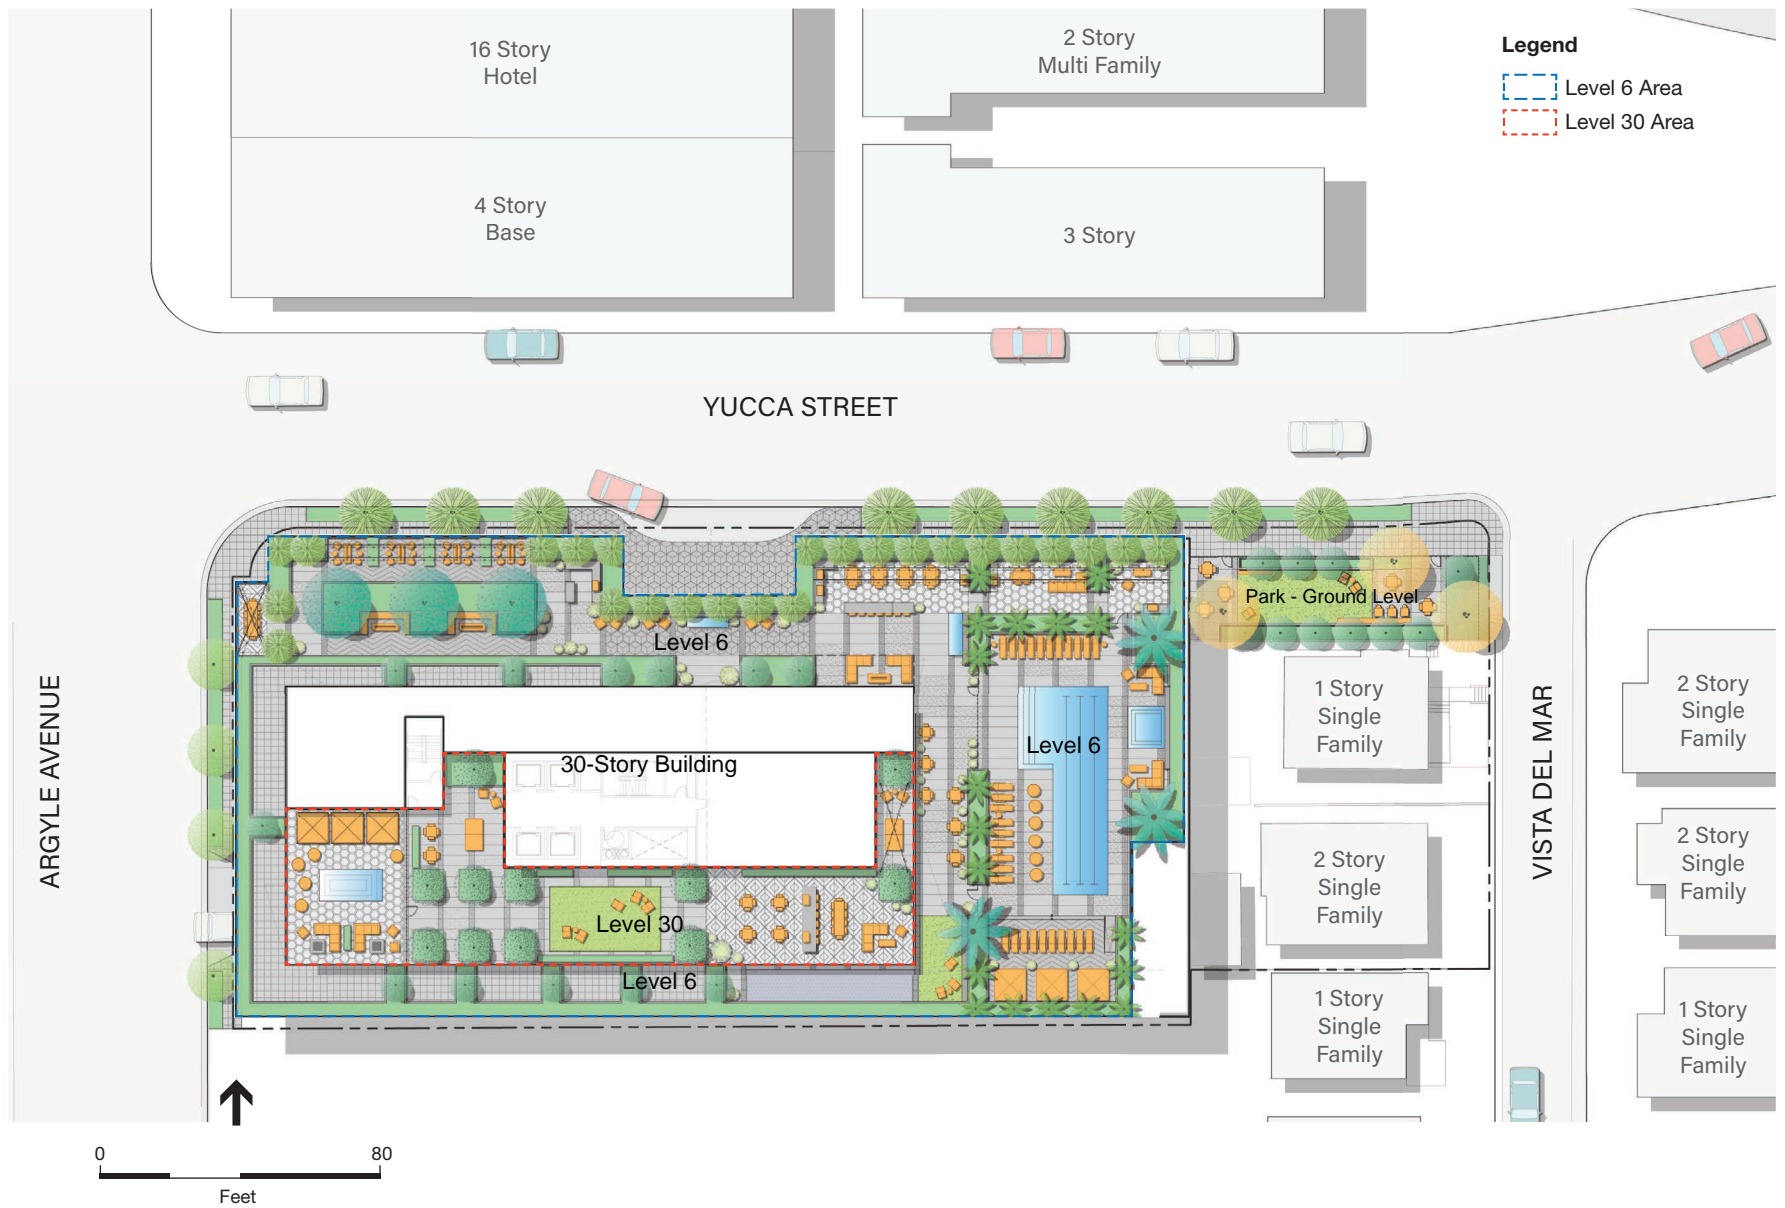 16 Story
Hotel
2 Story
Multi Family
Legend
Level 6 Area
Level 30 Area
4 Story
Base
3 Story
YUCCA STREET
Park - Ground Level
Level 6
ARGYLE AVENUE
30-Story Building
Level 6
1 Story
Single
Family
VISTA DEL MAR
2 Story
Single
Family
2 Story
Single
Family
2 Story
Single
Family
Level 30
Level 6
1 Story
Single
Family
1 Story
Single
Family
0
80
Feet